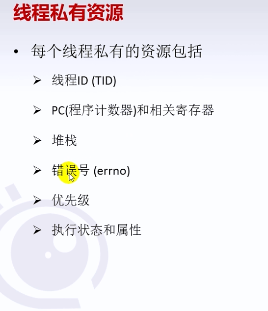 线程私有资源
• 每个线程私有的资源包括
➢ 线程ID (TID)
➢ PC(程序计数器)和相关寄存器
➢ 堆栈
➢ 错误号 (errno)
➢ 优先级
➢ 执行状态和属性